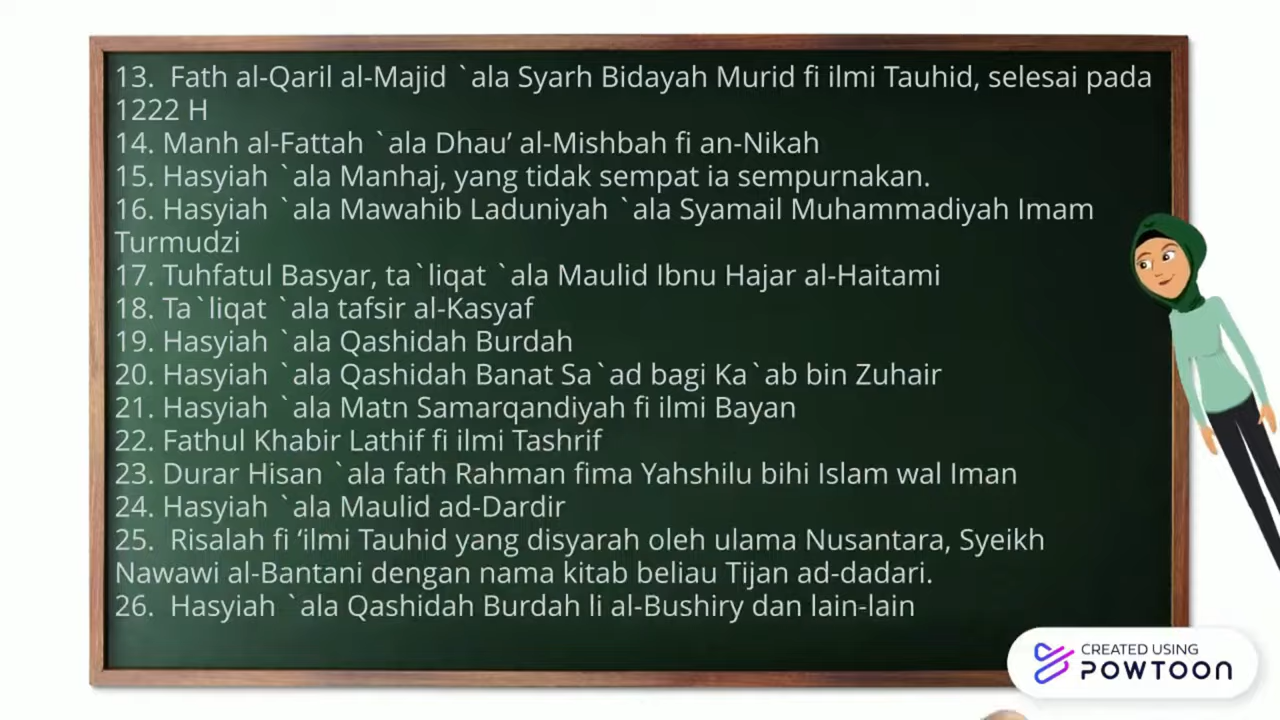 13. Fath al-Qaril al-Majid `ala Syarh Bidayah Murid fi ilmi Tauhid, selesai pada
1222 H
14. Manh al-Fattah `ala Dhau’ al-Mishbah fi an-Nikah
15. Hasyiah `ala Manhaj, yang tidak sempat ia sempurnakan.
16. Hasyiah `ala Mawahib Laduniyah `ala Syamail Muhammadiyah Imam
Turmudzi
17. Tuhfatul Basyar, ta`liqat `ala Maulid Ibnu Hajar al-Haitami
18. Ta`liqat `ala tafsir al-Kasyaf
19. Hasyiah `ala Qashidah Burdah
20. Hasyiah `ala Qashidah Banat Sa`ad bagi Ka`ab bin Zuhair
21. Hasyiah `ala Matn Samarqandiyah fi ilmi Bayan
22. Fathul Khabir Lathif fi ilmi Tashrif
23. Durar Hisan `ala fath Rahman fima Yahshilu bihi Islam wal Iman
24. Hasyiah `ala Maulid ad-Dardir
25. Risalah fi ‘ilmi Tauhid yang disyarah oleh ulama Nusantara, Syeikh
Nawawi al-Bantani dengan nama kitab beliau Tijan ad-dadari.
26. Hasyiah `ala Qashidah Burdah li al-Bushiry dan lain-lain
CREATED USING
POWTOON